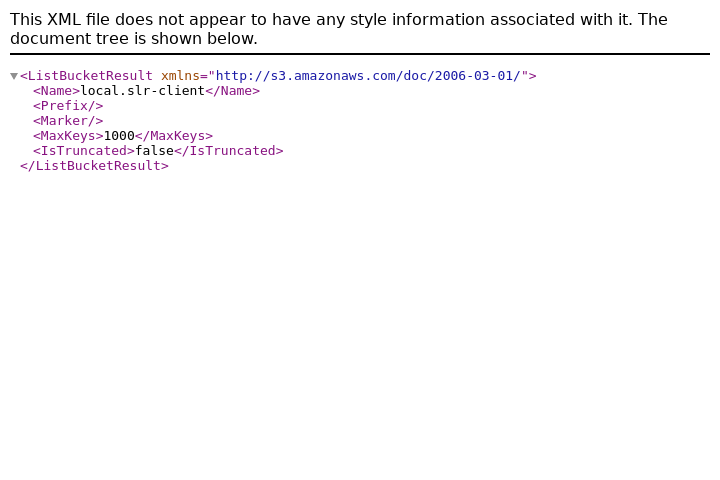 This XML file does not appear to have any style information associated with it. The
document tree is shown below.
<ListBucketResult xmlns="http://s3.amazonaws.com/doc/2006-03-01/">
<Name>local.slr-client</Name>
<Prefix/>
<Marker/>
<MaxKeys>1000</MaxKeys>
<IsTruncated>false</IsTruncated>
</ListBucketResult>